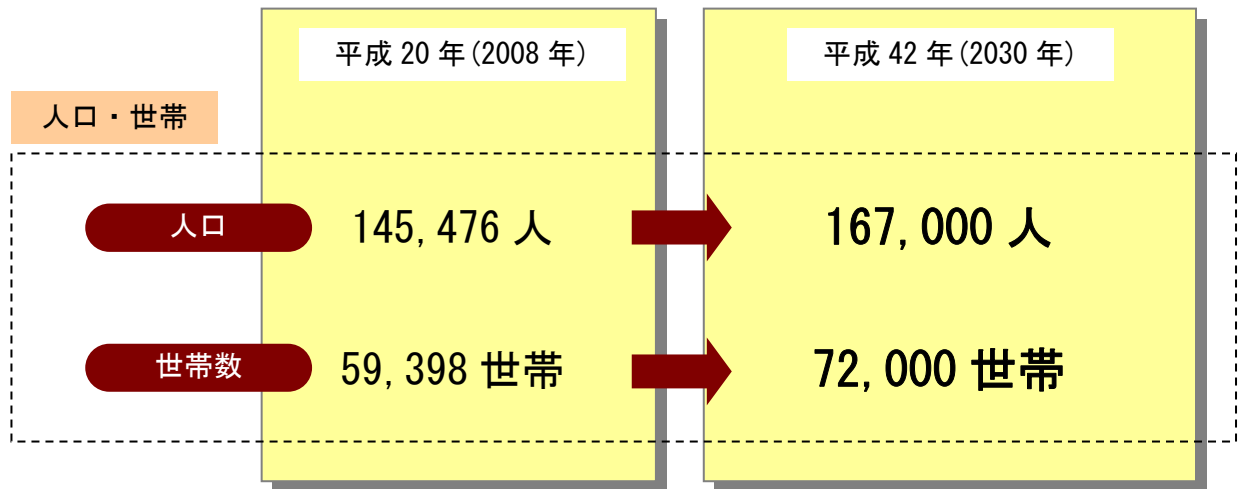 平成 20 年(2008 年)
平成 42 年(2030 年)
人口・世帯
人口
145,476 人
167,000 人
世帯数
59,398 世帯
72,000 世帯